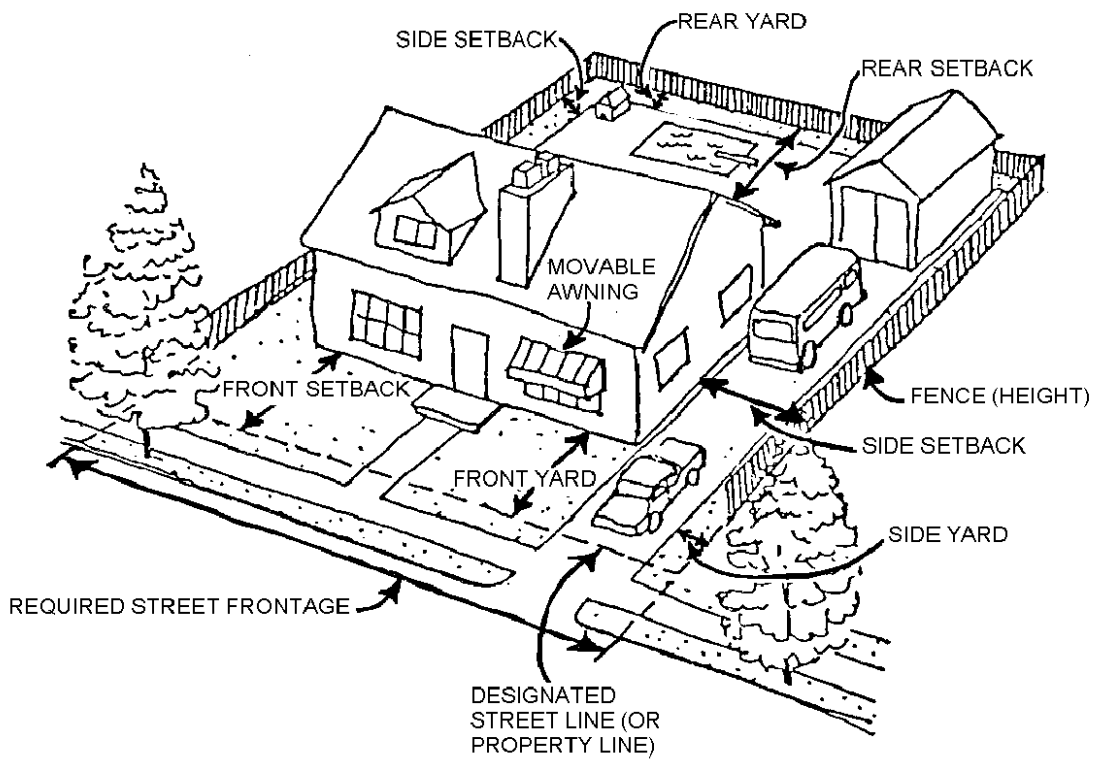 REAR YARD
SIDE SETBACK
REAR SETBACK
MOVABLE
AWNING
FRONT SETBACK
FENCE (HEIGHT)
SIDE SETBACK
FRONT YARD
SIDE YARD
REQUIRED STREET FRONTAGE
DESIGNATED
STREET LINE (OR
PROPERTY LINE)